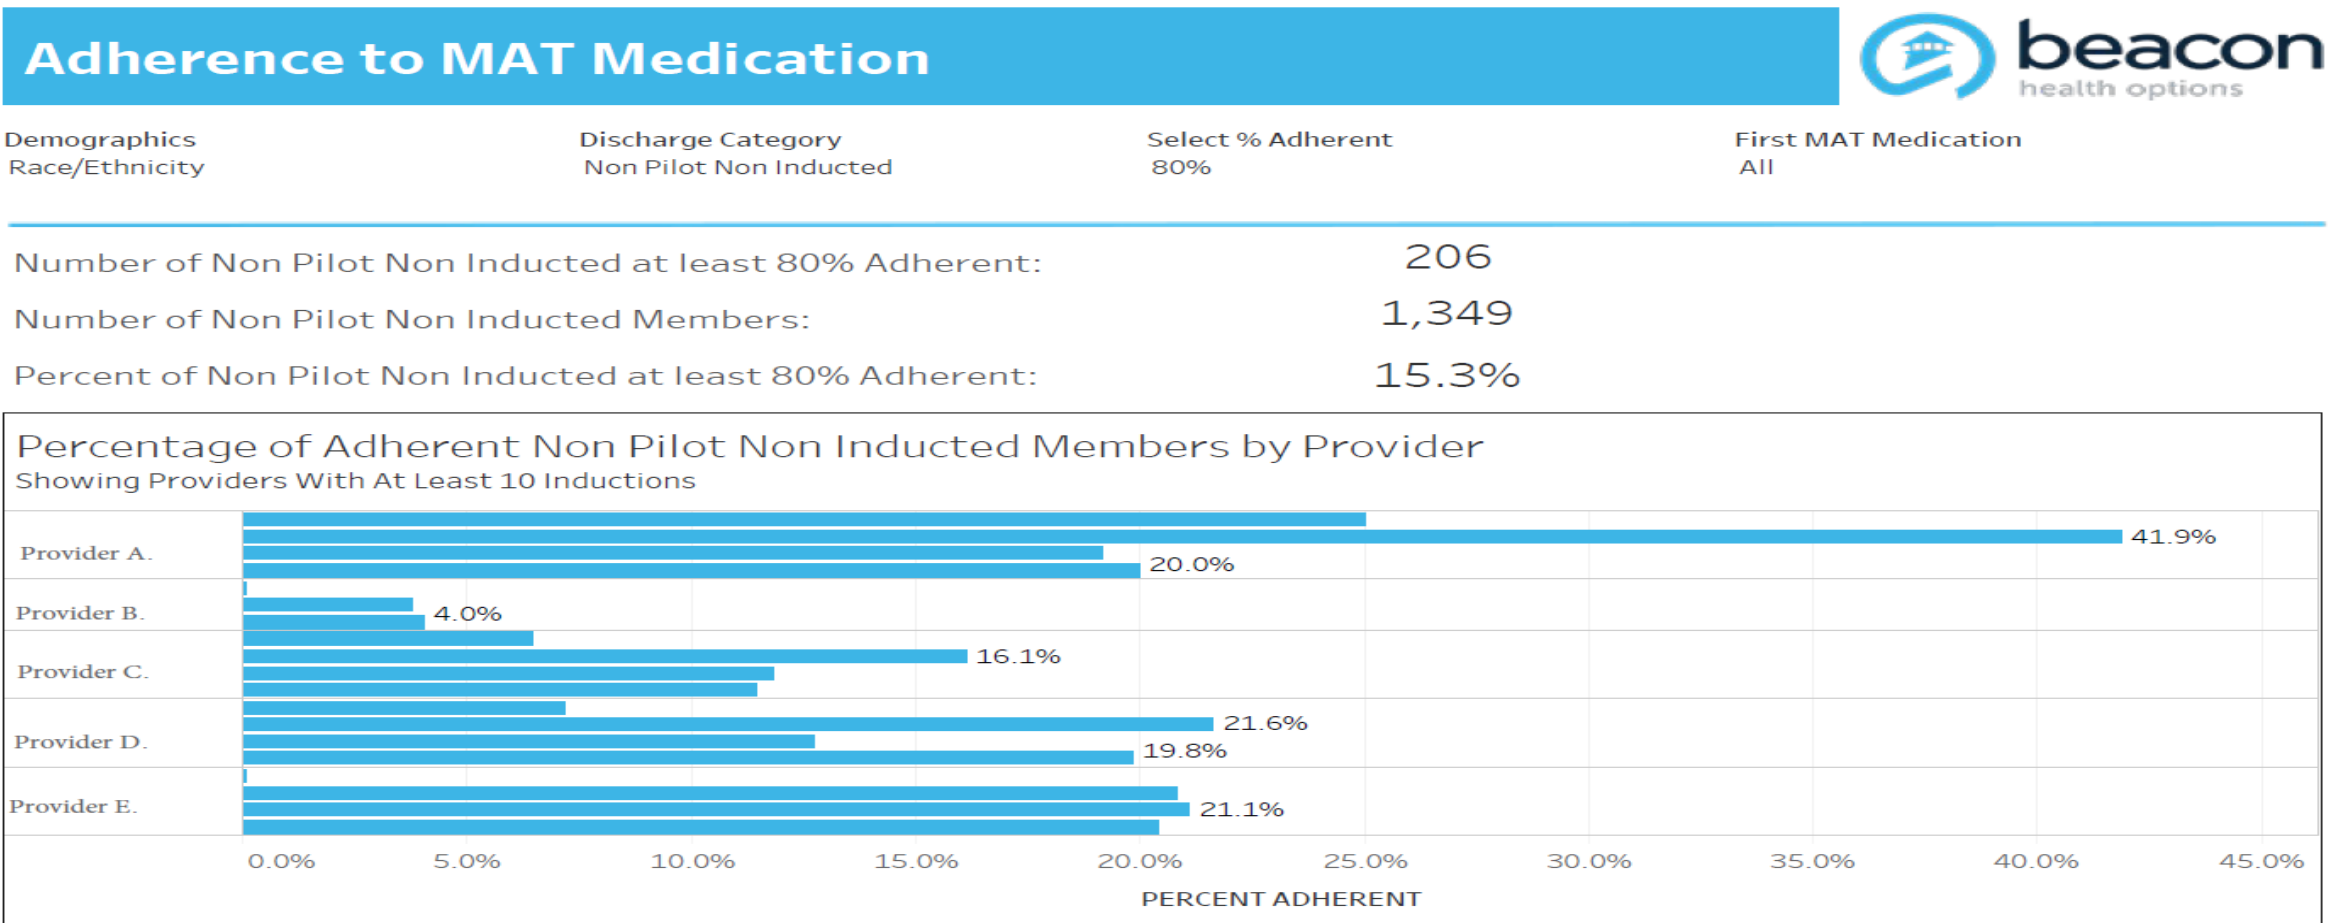 Adherence to MAT Medication
beacon
health options
Demographics
Race/Ethnicity
Discharge Category
Non Pilot Non Inducted
Select % Adherent
80%
First MAT Medication
All
Number of Non Pilot Non Inducted at least 80% Adherent: 206
Number of Non Pilot Non Inducted Members: 1,349
Percent of Non Pilot Non Inducted at least 80% Adherent: 15.3%
Percentage of Adherent Non Pilot Non Inducted Members by Provider
Showing Providers With At Least 10 Inductions
41.9%
Provider A.
20.0%
Provider B. 4.0%
16.1%
Provider C.
21.6%
Provider D.
19.8%
Provider E. 21.1%
0.0% 5.0% 10.0% 15.0% 20.0% 25.0% 30.0% 35.0% 40.0% 45.0%
PERCENT ADHERENT